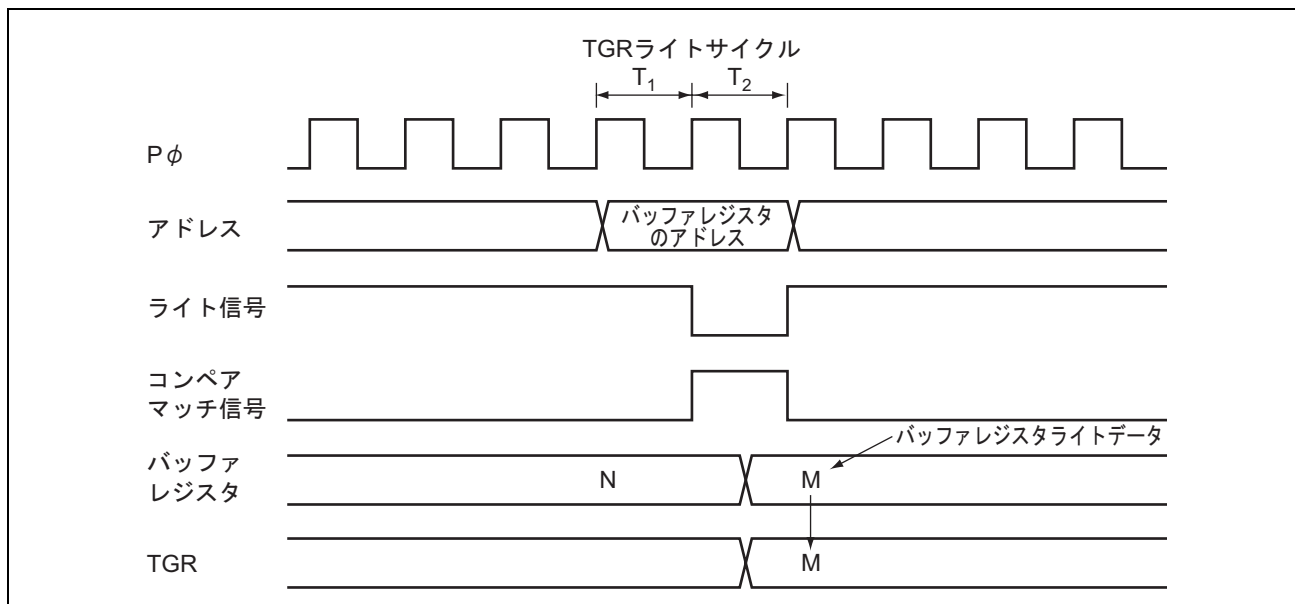 TGRライトサイクル
T1 T2
Pφ
アドレス
バッファレジスタ
のアドレス
ライト信号
コンペア
マッチ信号
バッファレジスタライトデータ
バッファ
レジスタ
N M
TGR M